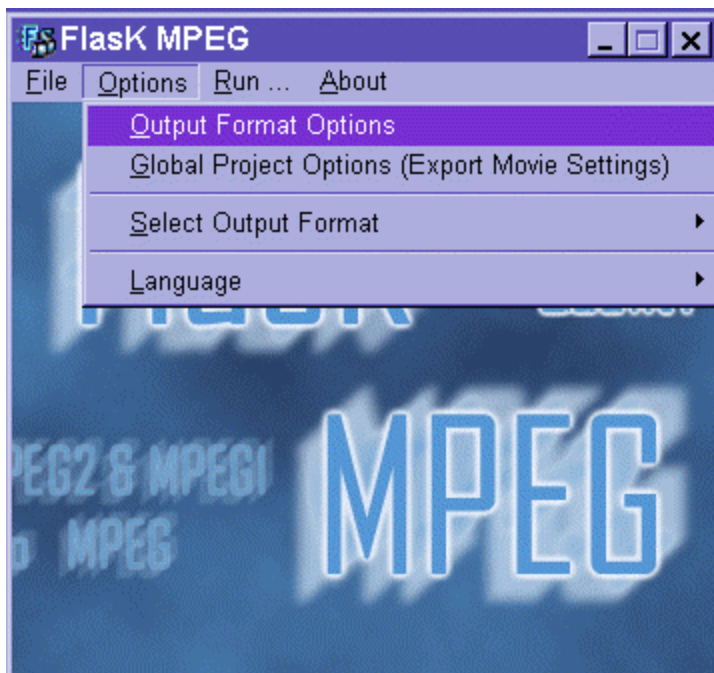 FlasK MPEG
File Options Run ... About
Output Format Options
Global Project Options (Export Movie Settings)
Select Output Format
Language
MPEG
MPEG